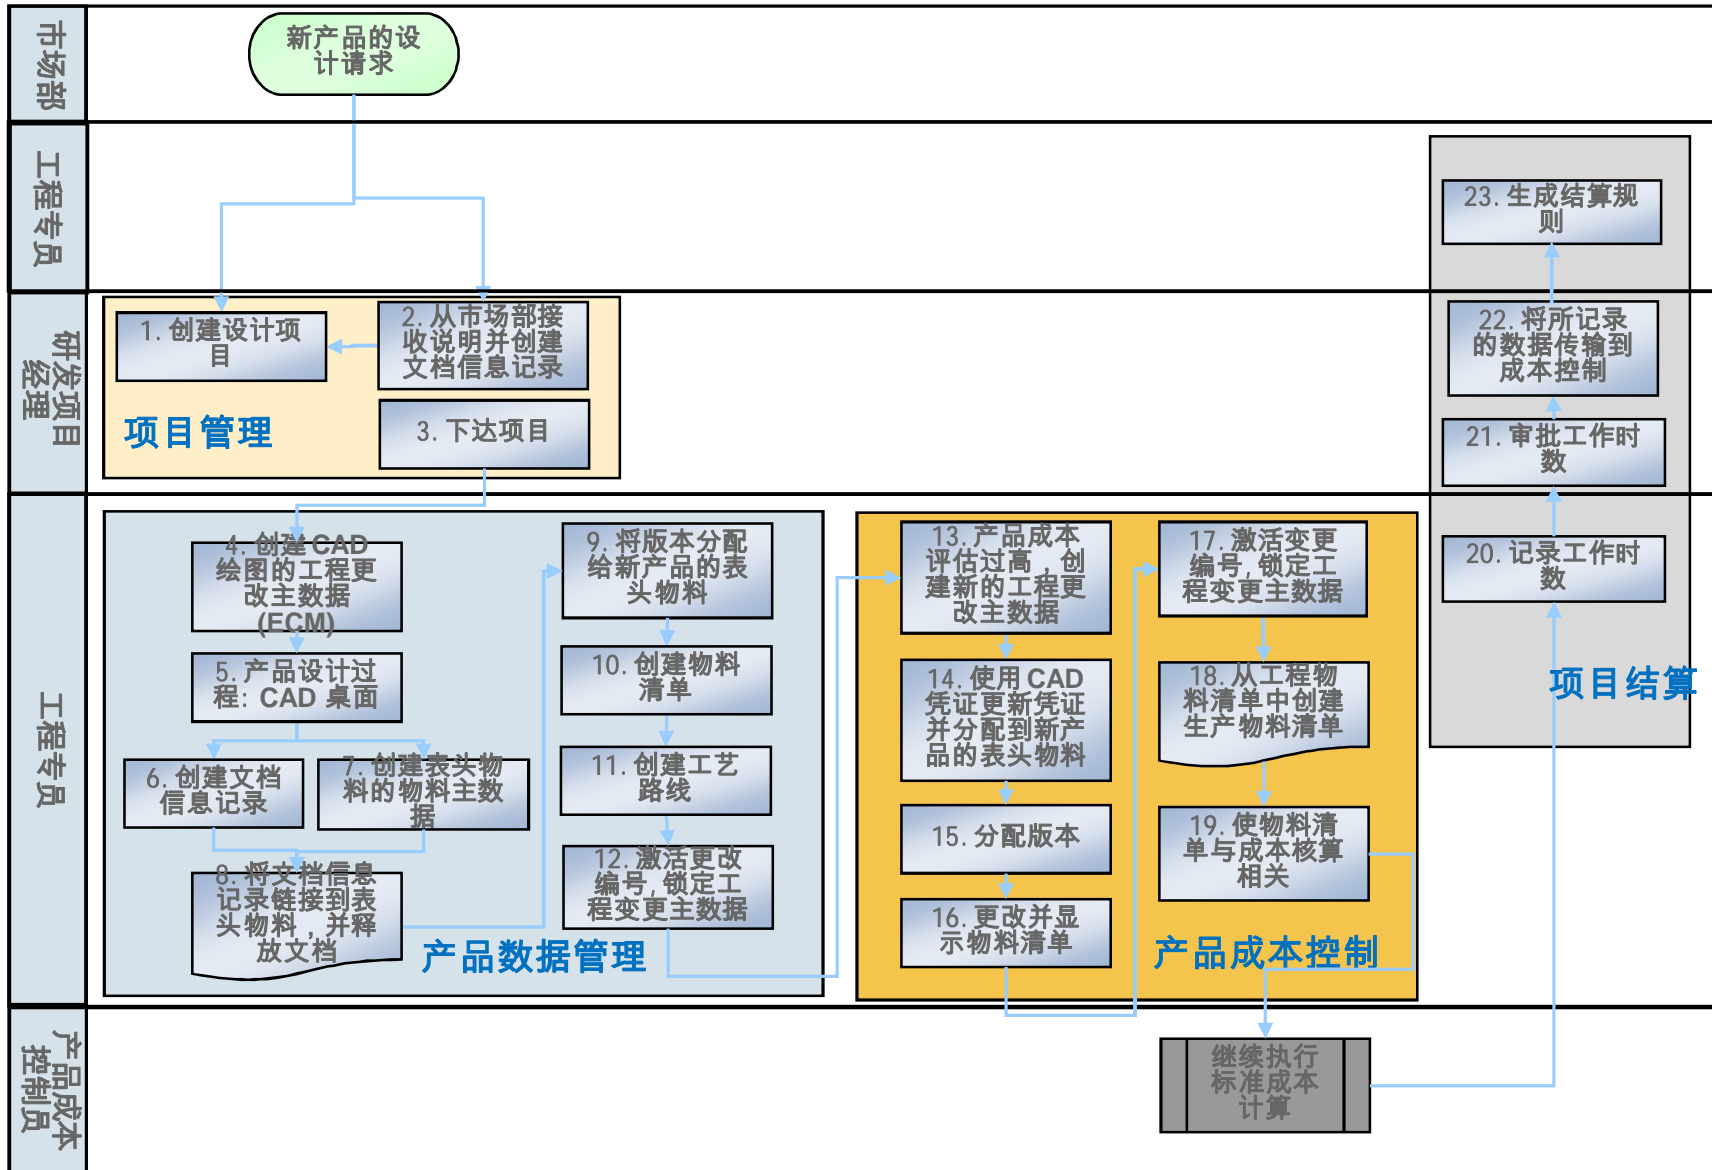 市场部
新产品的设
计请求
工程专员
23. 生成结算规
则
研发项目
经理
1. 创建设计项
目
2. 从市场部接
收说明并创建
文档信息记录
3. 下达项目
项目管理
22. 将所记录
的数据传输到
成本控制
21. 审批工作时
数
工程专员
4. 创建 CAD
绘图的工程更
改主数据
(ECM)
5. 产品设计过
程: CAD 桌面
6. 创建文档
信息记录
7. 创建表头物
料的物料主数
据
8. 将文档信息
记录链接到表
头物料，并释
放文档
9. 将版本分配
给新产品的表
头物料
10. 创建物料
清单
11. 创建工艺
路线
12. 激活更改
编号, 锁定工
程变更主数据
产品数据管理
13. 产品成本
评估过高，创
建新的工程更
改主数据
14. 使用 CAD
凭证更新凭证
并分配到新产
品的表头物料
15. 分配版本
16. 更改并显
示物料清单
17. 激活变更
编号, 锁定工
程变更主数据
18. 从工程物
料清单中创建
生产物料清单
19. 使物料清
单与成本核算
相关
产品成本控制
20. 记录工作时
数
项目结算
产品成本
控制员
继续执行
标准成本
计算